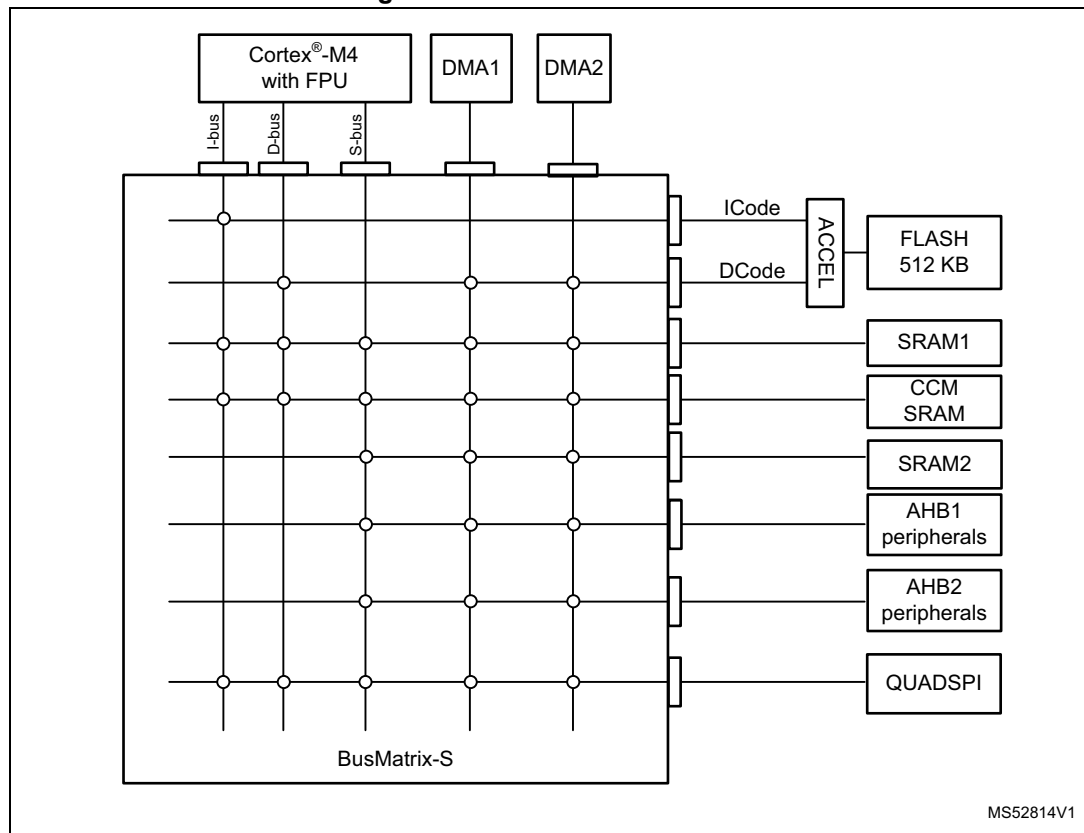 Cortex®-M4
with FPU
DMA1
DMA2
I-bus
D-bus
S-bus
ICode
DCode
ACCEL
FLASH
512 KB
SRAM1
CCM
SRAM
SRAM2
AHB1
peripherals
AHB2
peripherals
QUADSPI
BusMatrix-S
MS52814V1